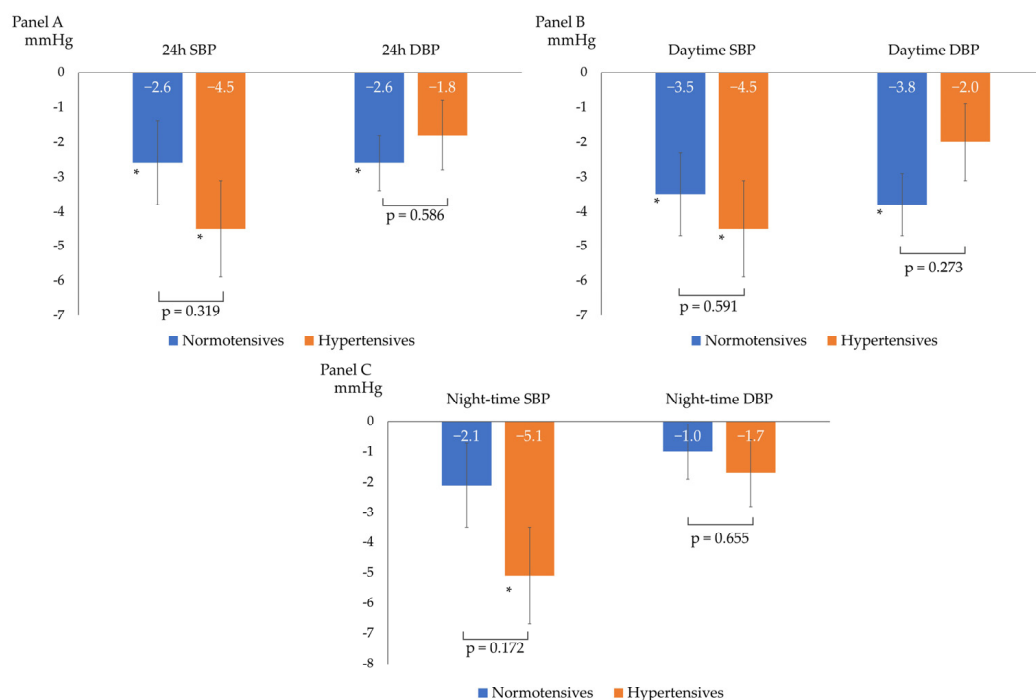 Panel A
mmHg
24h SBP 24h DBP
0
-1
-2
-3
-4
-5
-6
-7
−2.6 −4.5 −2.6 −1.8
* * *
p = 0.586
p = 0.319
Normotensives Hypertensives
Panel B
mmHg
Daytime SBP Daytime DBP
0
-1
-2
-3
-4
-5
-6
-7
−3.5 −4.5 −3.8 −2.0
* * *
p = 0.273
p = 0.591
Normotensives Hypertensives
Panel C
mmHg
Night-time SBP Night-time DBP
0
-1
-2
-3
-4
-5
-6
-7
-8
−2.1 −5.1 −1.0 −1.7
*
p = 0.655
p = 0.172
Normotensives Hypertensives